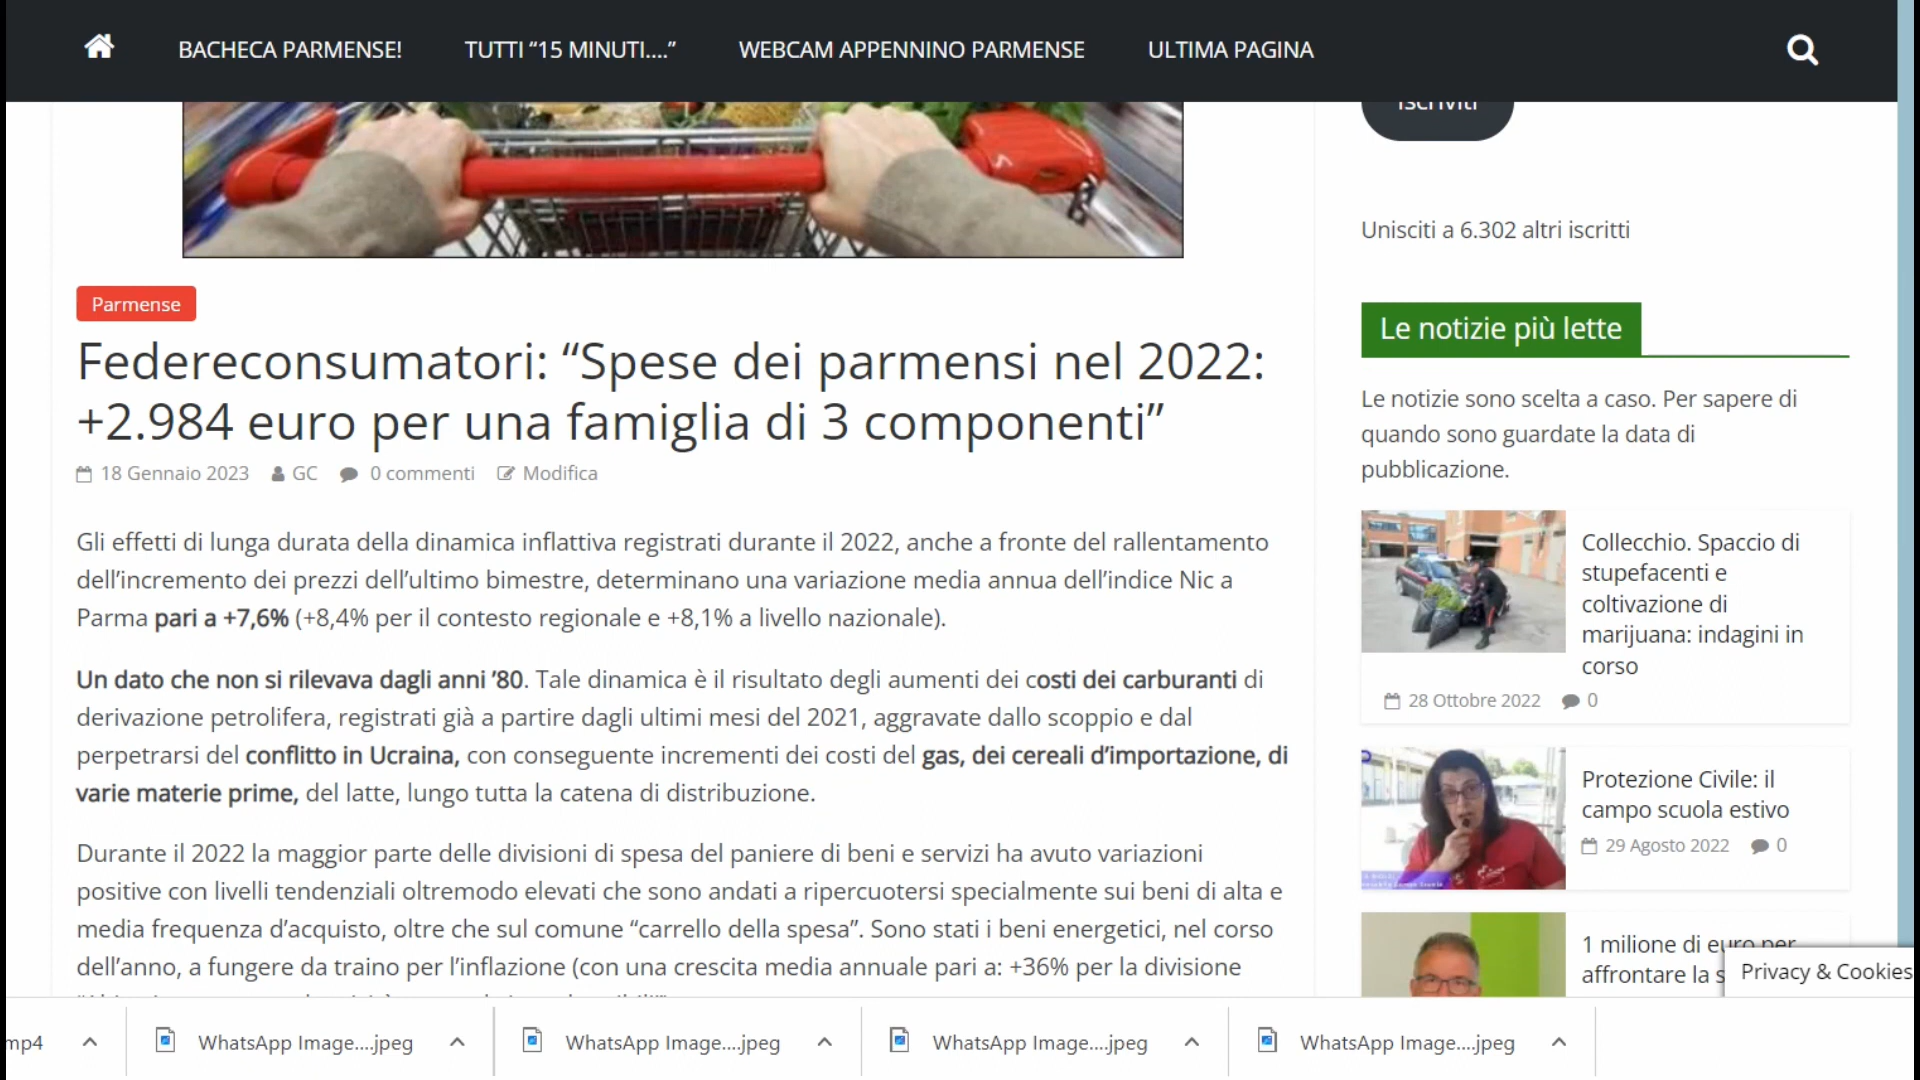 BACHECA PARMENSE!
TUTTI “15 MINUTI....”
WEBCAM APPENNINO PARMENSE
ULTIMA PAGINA
Iscriviti
Unisciti a 6.302 altri iscritti
Parmense
Federeconsumatori: “Spese dei parmensi nel 2022:
+2.984 euro per una famiglia di 3 componenti”
18 Gennaio 2023 GC 0 commenti Modifica
Gli effetti di lunga durata della dinamica inflattiva registrati durante il 2022, anche a fronte del rallentamento
dell’incremento dei prezzi dell’ultimo bimestre, determinano una variazione media annua dell’indice Nic a
Parma pari a +7,6% (+8,4% per il contesto regionale e +8,1% a livello nazionale).
Un dato che non si rilevava dagli anni ’80. Tale dinamica è il risultato degli aumenti dei costi dei carburanti di
derivazione petrolifera, registrati già a partire dagli ultimi mesi del 2021, aggravate dallo scoppio e dal
perpetrarsi del conflitto in Ucraina, con conseguente incrementi dei costi del gas, dei cereali d’importazione, di
varie materie prime, del latte, lungo tutta la catena di distribuzione.
Durante il 2022 la maggior parte delle divisioni di spesa del paniere di beni e servizi ha avuto variazioni
positive con livelli tendenziali oltremodo elevati che sono andati a ripercuotersi specialmente sui beni di alta e
media frequenza d’acquisto, oltre che sul comune “carrello della spesa”. Sono stati i beni energetici, nel corso
dell’anno, a fungere da traino per l’inflazione (con una crescita media annuale pari a: +36% per la divisione
Le notizie più lette
Le notizie sono scelta a caso. Per sapere di
quando sono guardate la data di
pubblicazione.
Collecchio. Spaccio di
stupefacenti e
coltivazione di
marijuana: indagini in
corso
28 Ottobre 2022 0
Protezione Civile: il
campo scuola estivo
29 Agosto 2022 0
1 milione di euro per
affrontare la s
Privacy & Cookies
mp4
WhatsApp Image....jpeg
WhatsApp Image....jpeg
WhatsApp Image....jpeg
WhatsApp Image....jpeg